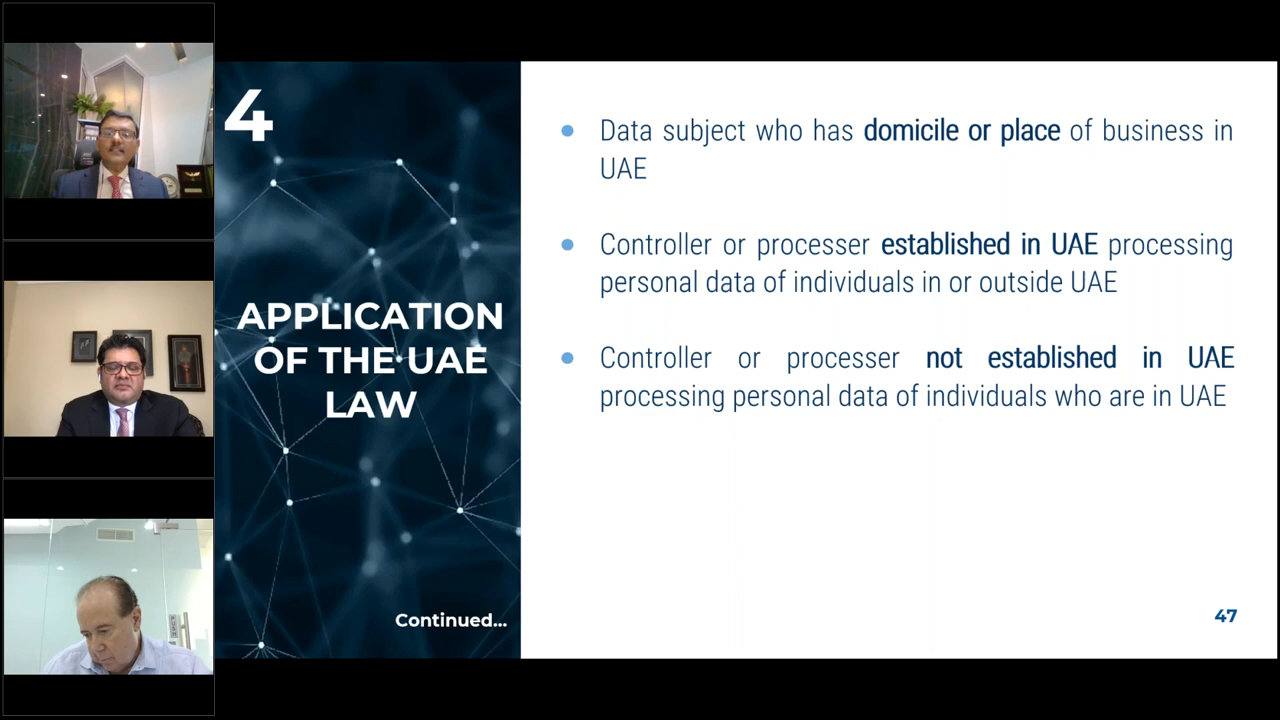 4
APPLICATION
OF THE UAE
LAW
Continued...
Data subject who has domicile or place of business in
UAE
Controller or processer established in UAE processing
personal data of individuals in or outside UAE
Controller or processer not established in UAE
processing personal data of individuals who are in UAE
47